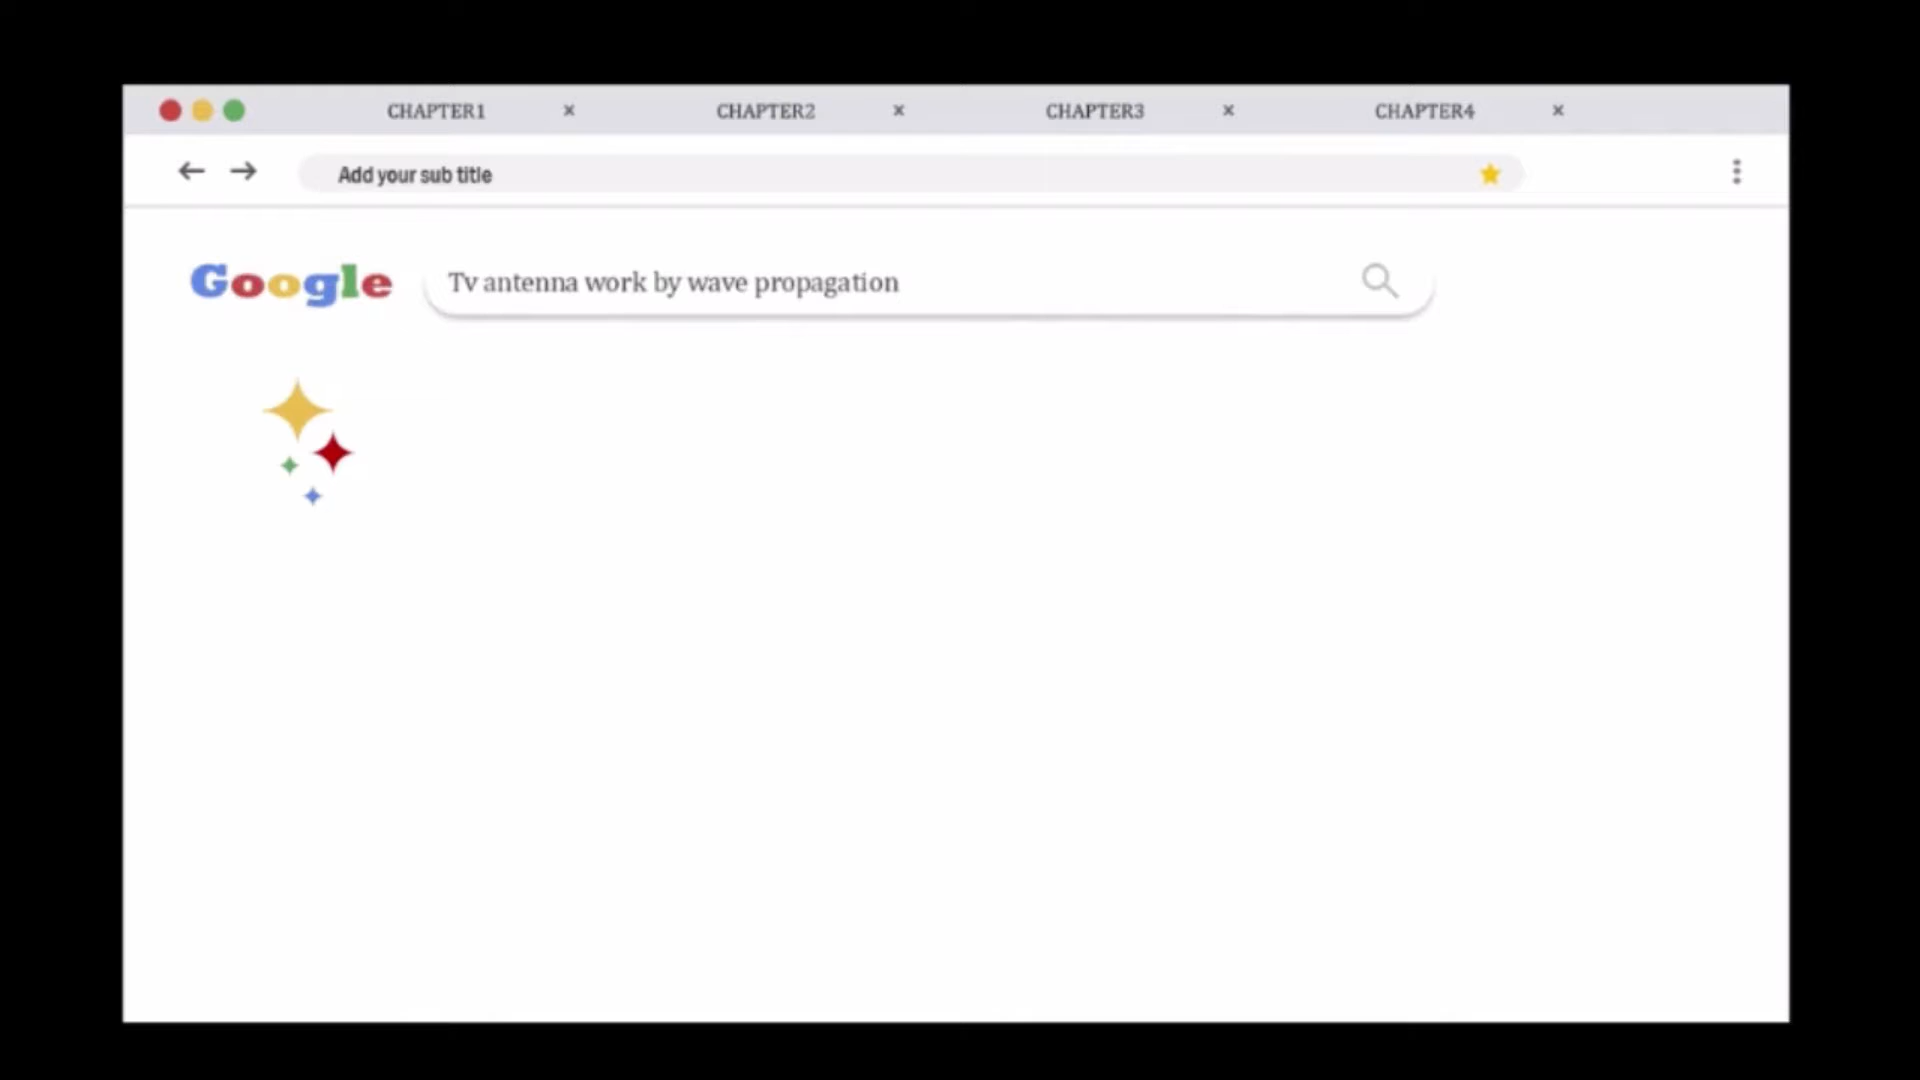 CHAPTER1 × CHAPTER2 × CHAPTER3 × CHAPTER4 ×
Add your sub title
Google Tv antenna work by wave propagation